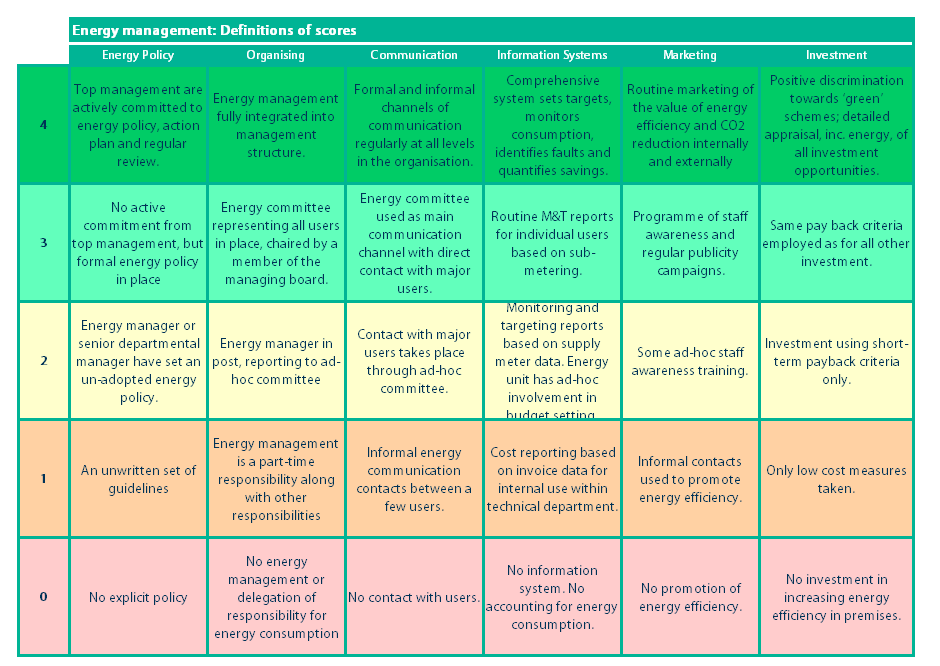 Energy management: Definitions of scores
Energy Policy
Organising
Communication
Information Systems
Marketing
Investment
4
Top management are
actively committed to
energy policy, action
plan and regular
review.
Energy management
fully integrated into
management
structure.
Formal and informal
channels of
communication
regularly at all levels
in the organisation.
Comprehensive
system sets targets,
monitors
consumption,
identifies faults and
quantifies savings.
Routine marketing of
the value of energy
efficiency and CO2
reduction internally
and externally
Positive discrimination
towards ‘green’
schemes; detailed
appraisal, inc. energy, of
all investment
opportunities.
3
No active
commitment from
top management, but
formal energy policy
in place
Energy committee
representing all users
in place, chaired by a
member of the
managing board.
Energy committee
used as main
communication
channel with direct
contact with major
users.
Routine M&T reports
for individual users
based on sub-
metering.
Programme of staff
awareness and
regular publicity
campaigns.
Same pay back criteria
employed as for all other
investment.
2
Energy manager or
senior departmental
manager have set an
un-adopted energy
policy.
Energy manager in
post, reporting to ad-
hoc committee
Contact with major
users takes place
through ad-hoc
committee.
Monitoring and
targeting reports
based on supply
meter data. Energy
unit has ad-hoc
involvement in
budget setting.
Some ad-hoc staff
awareness training.
Investment using short-
term payback criteria
only.
1
An unwritten set of
guidelines
Energy management
is a part-time
responsibility along
with other
responsibilities
Informal energy
communication
contacts between a
few users.
Cost reporting based
on invoice data for
internal use within
technical department.
Informal contacts
used to promote
energy efficiency.
Only low cost measures
taken.
0
No explicit policy
No energy
management or
delegation of
responsibility for
energy consumption
No contact with users.
No information
system. No
accounting for energy
consumption.
No promotion of
energy efficiency.
No investment in
increasing energy
efficiency in premises.